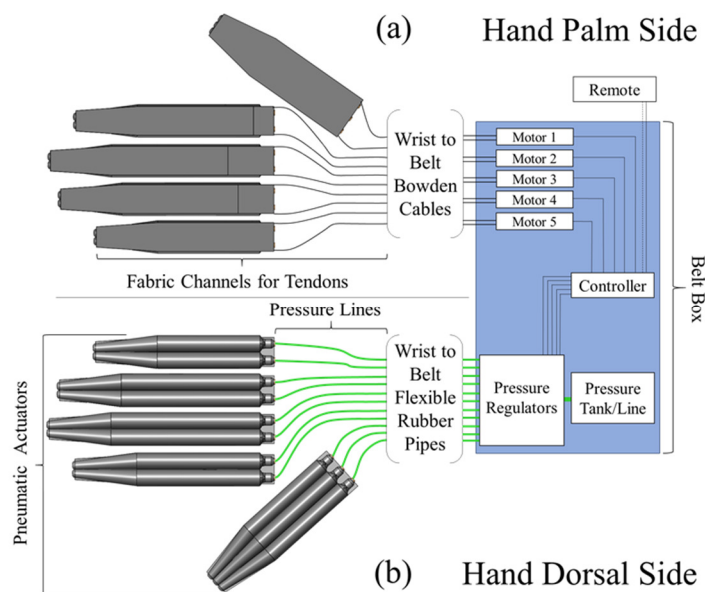 (a)
Hand Palm Side
Remote
Wrist to
Belt
Bowden
Cables
Motor 1
Motor 2
Motor 3
Motor 4
Motor 5
Fabric Channels for Tendons
Controller
Belt Box
Pressure Lines
Pneumatic Actuators
Wrist to
Belt
Flexible
Rubber
Pipes
Pressure
Regulators
Pressure
Tank/Line
(b)
Hand Dorsal Side